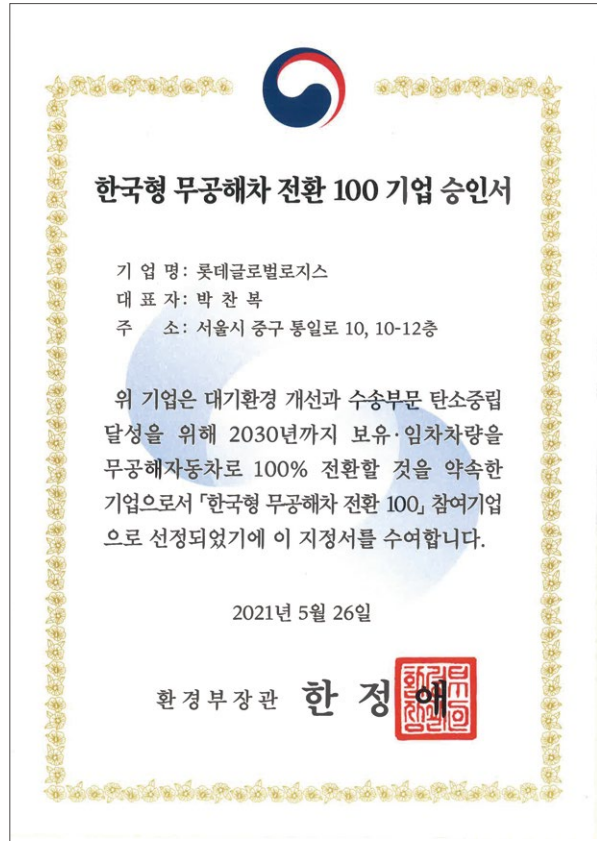 한국형 무공해차 전환 100 기업 승인서
기 업 명: 롯데글로벌로지스
대 표 자: 박 찬 복
주 소: 서울시 중구 통일로 10, 10-12층
위 기업은 대기환경 개선과 수송부문 탄소중립
달성을 위해 2030년까지 보유·임차차량을
무공해자동차로 100% 전환할 것을 약속한
기업으로서 「한국형 무공해차 전환 100」 참여기업
으로 선정되었기에 이 지정서를 수여합니다.
2021년 5월 26일
환경부장관 한 정 애